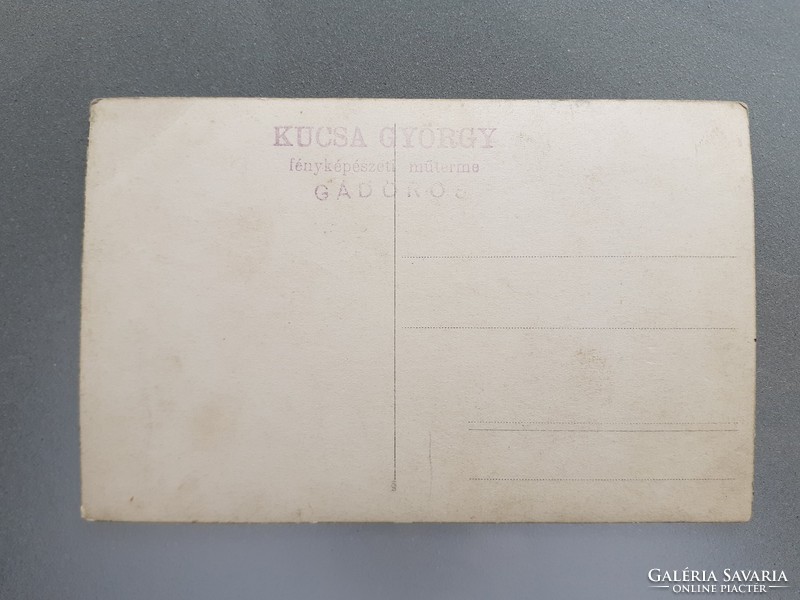 KUCSA GYÖRGY
fényképészeti műterme
GÁDOROS
GALÉRIA SAVARIA
ONLINE PIACTÉR